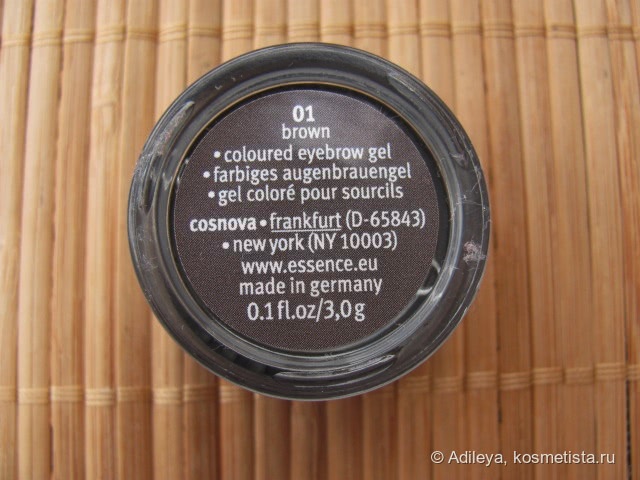 01
brown
• coloured eyebrow gel
• farbiges augenbrauengel
• gel coloré pour sourcils
cosnova • frankfurt (D-65843)
• new york (NY 10003)
www.essence.eu
made in germany
0.1 fl.oz/3,0 g
© Adileya, kosmetista.ru